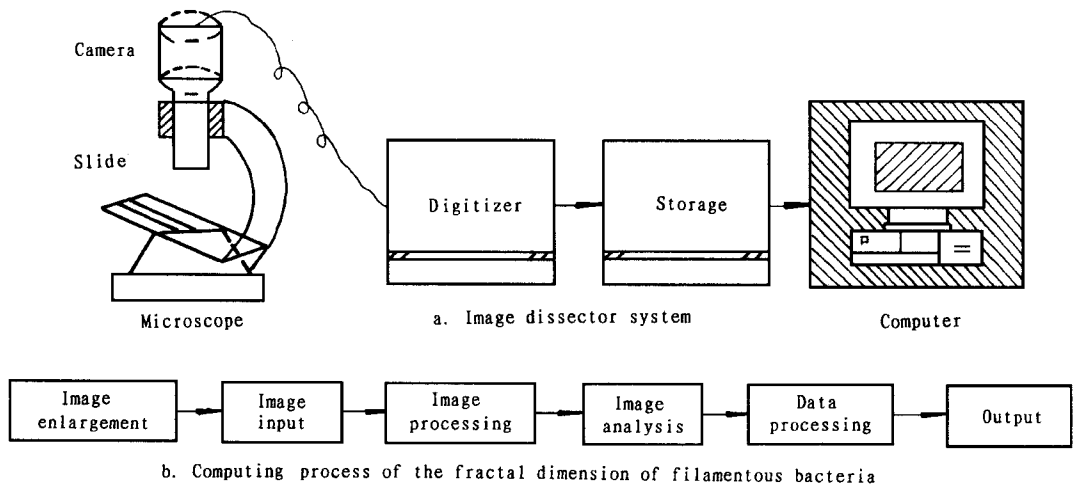 Camera
Slide
Digitizer
Storage
Microscope
a. Image dissector system
Computer
Image
enlargement
Image
input
Image
processing
Image
analysis
Data
processing
Output
b. Computing process of the fractal dimension of filamentous bacteria